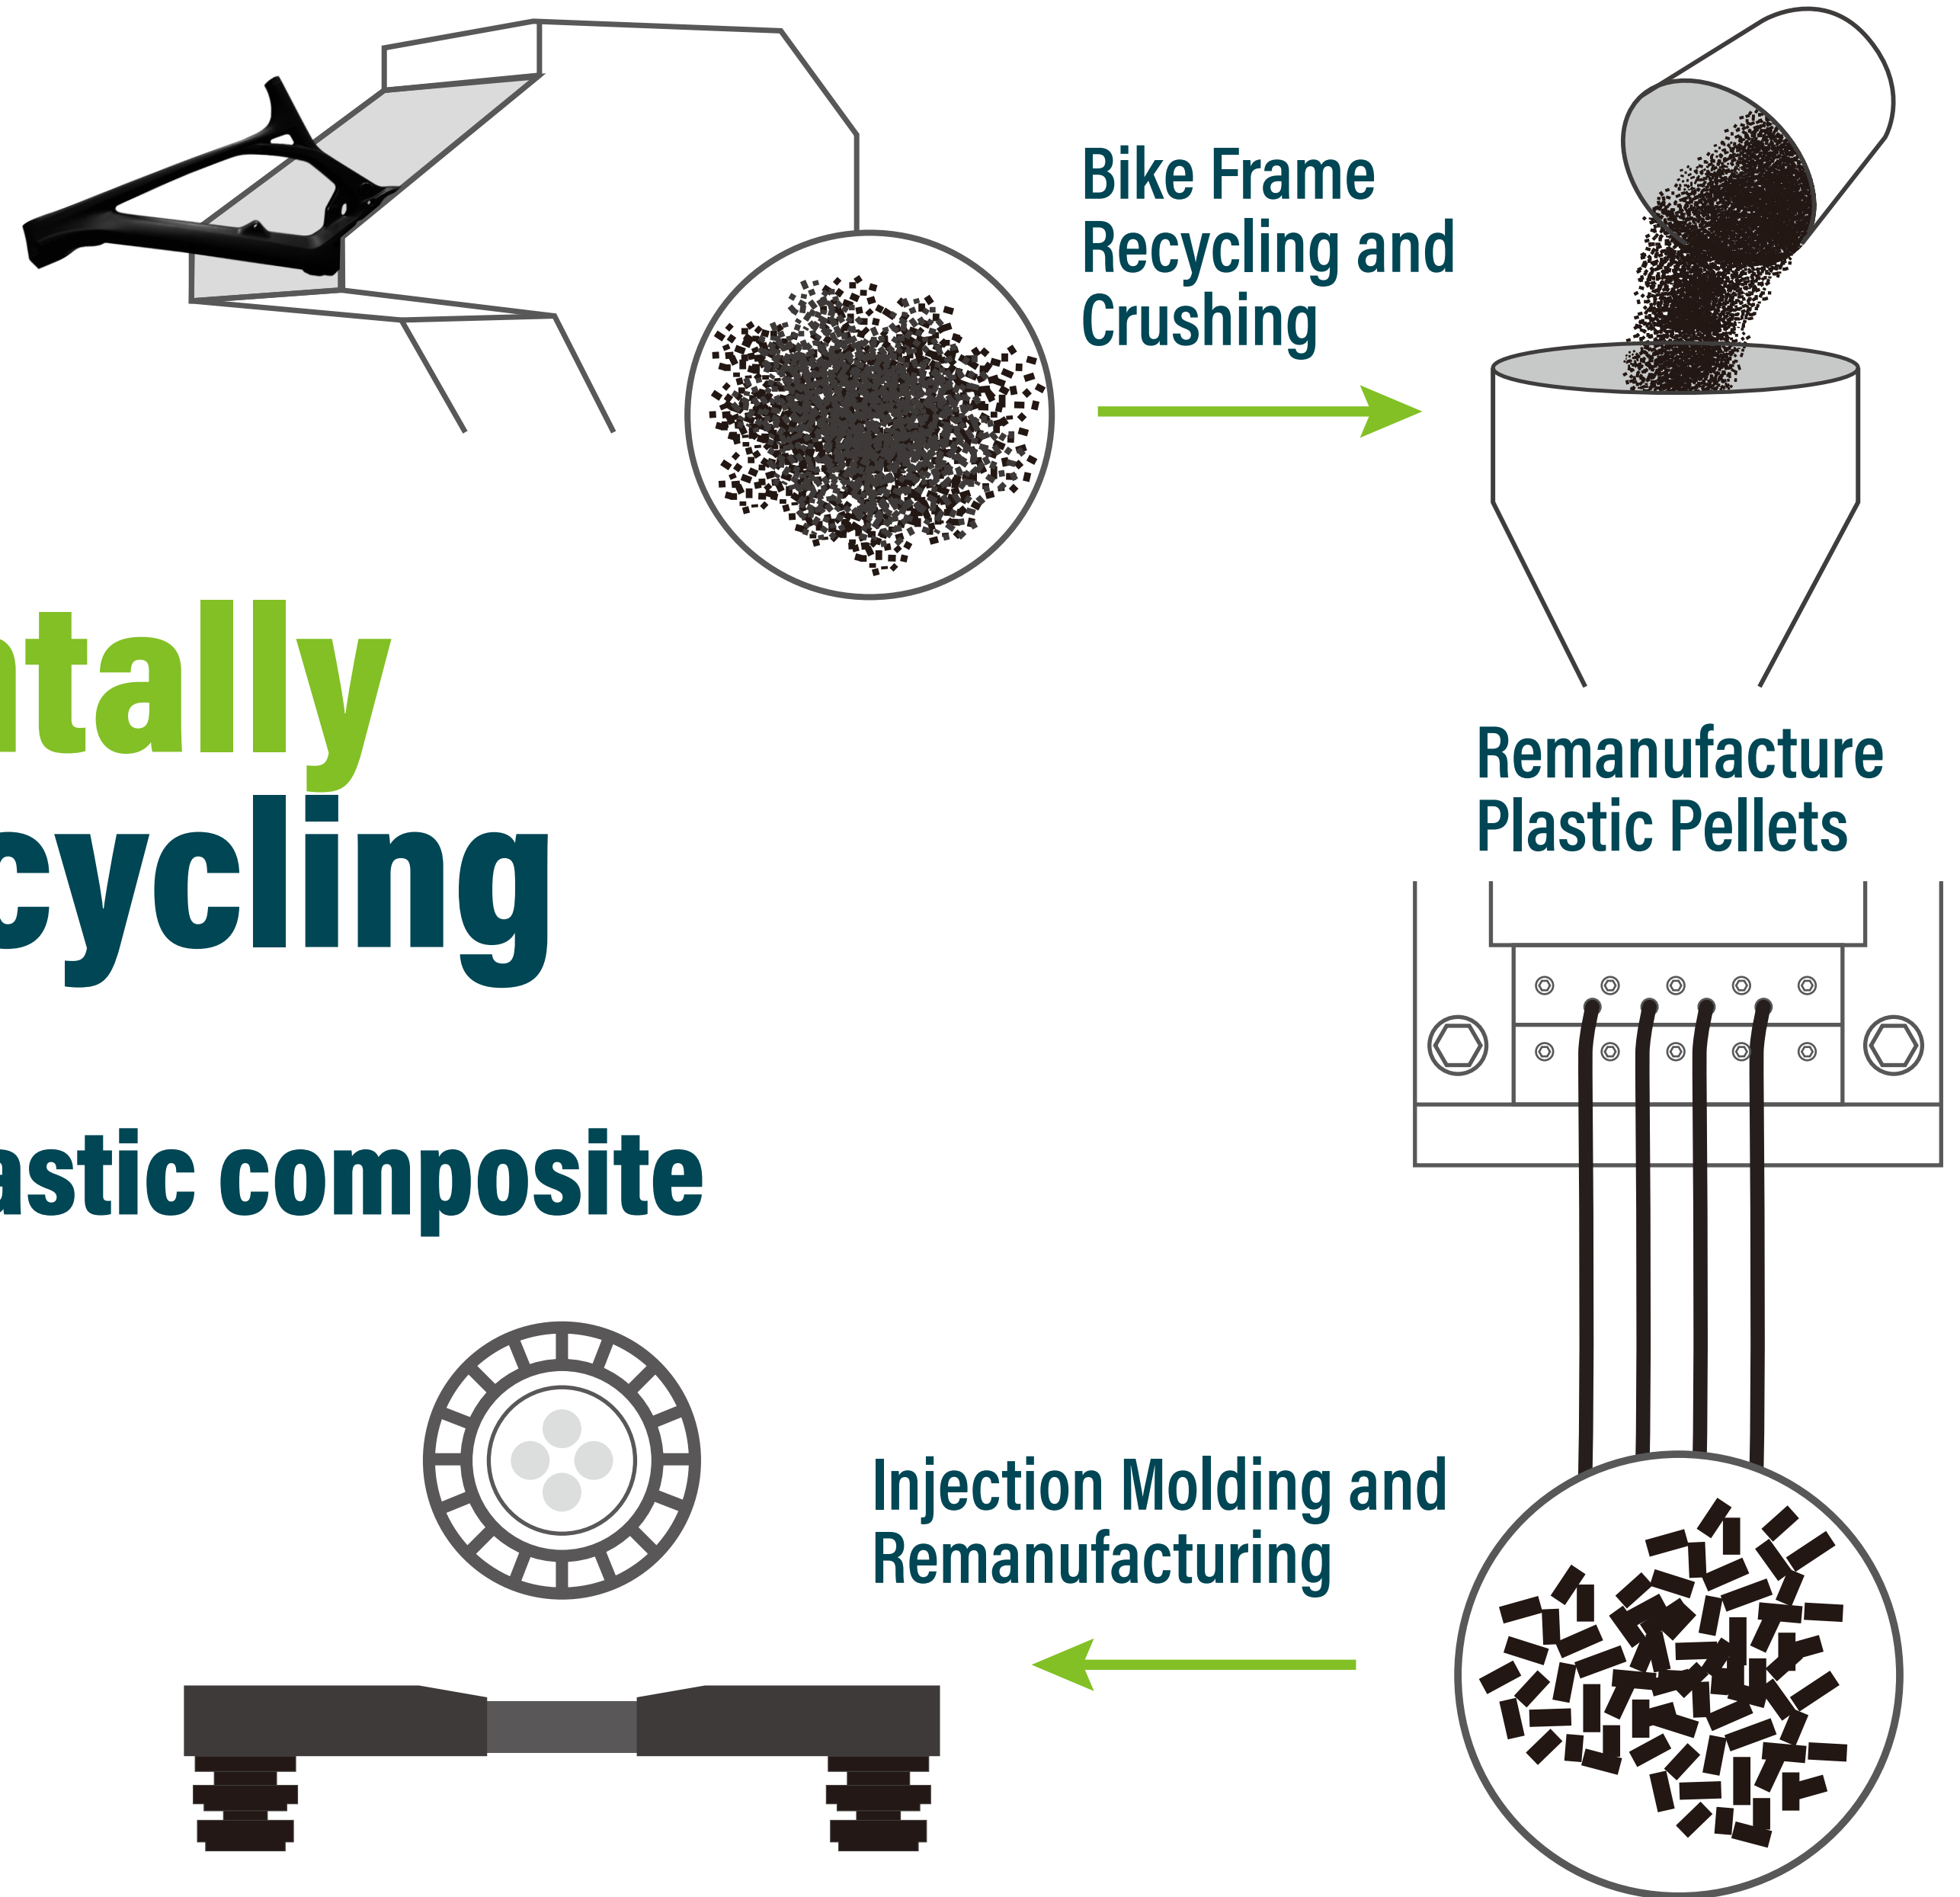 Bike Frame
Recycling and
Crushing
Remanufacture
Plastic Pellets
ntally
cycling
astic composite
Injection Molding and
Remanufacturing